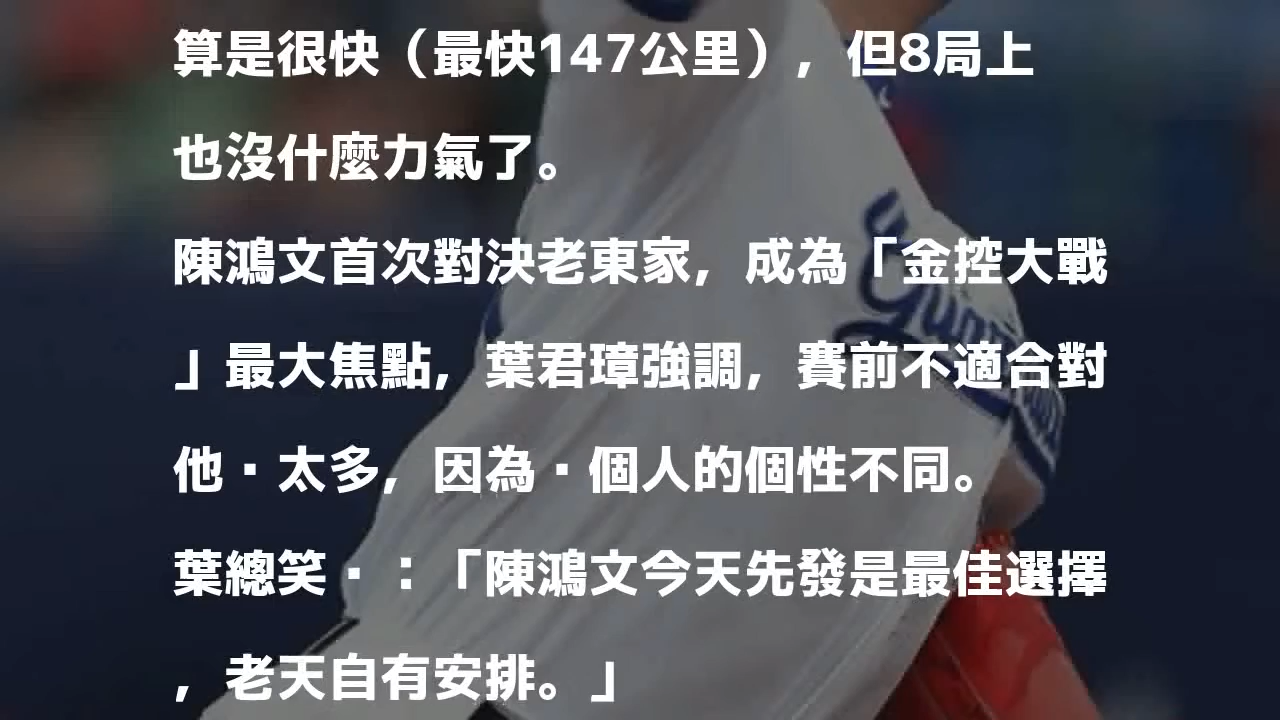 算是很快（最快147公里），但8局上
也沒什麼力氣了。
陳鴻文首次對決老東家，成為「金控大戰
」最大焦點，葉君璋強調，賽前不適合對
他▪太多，因為▪個人的個性不同。
葉總笑▪：「陳鴻文今天先發是最佳選擇
，老天自有安排。」